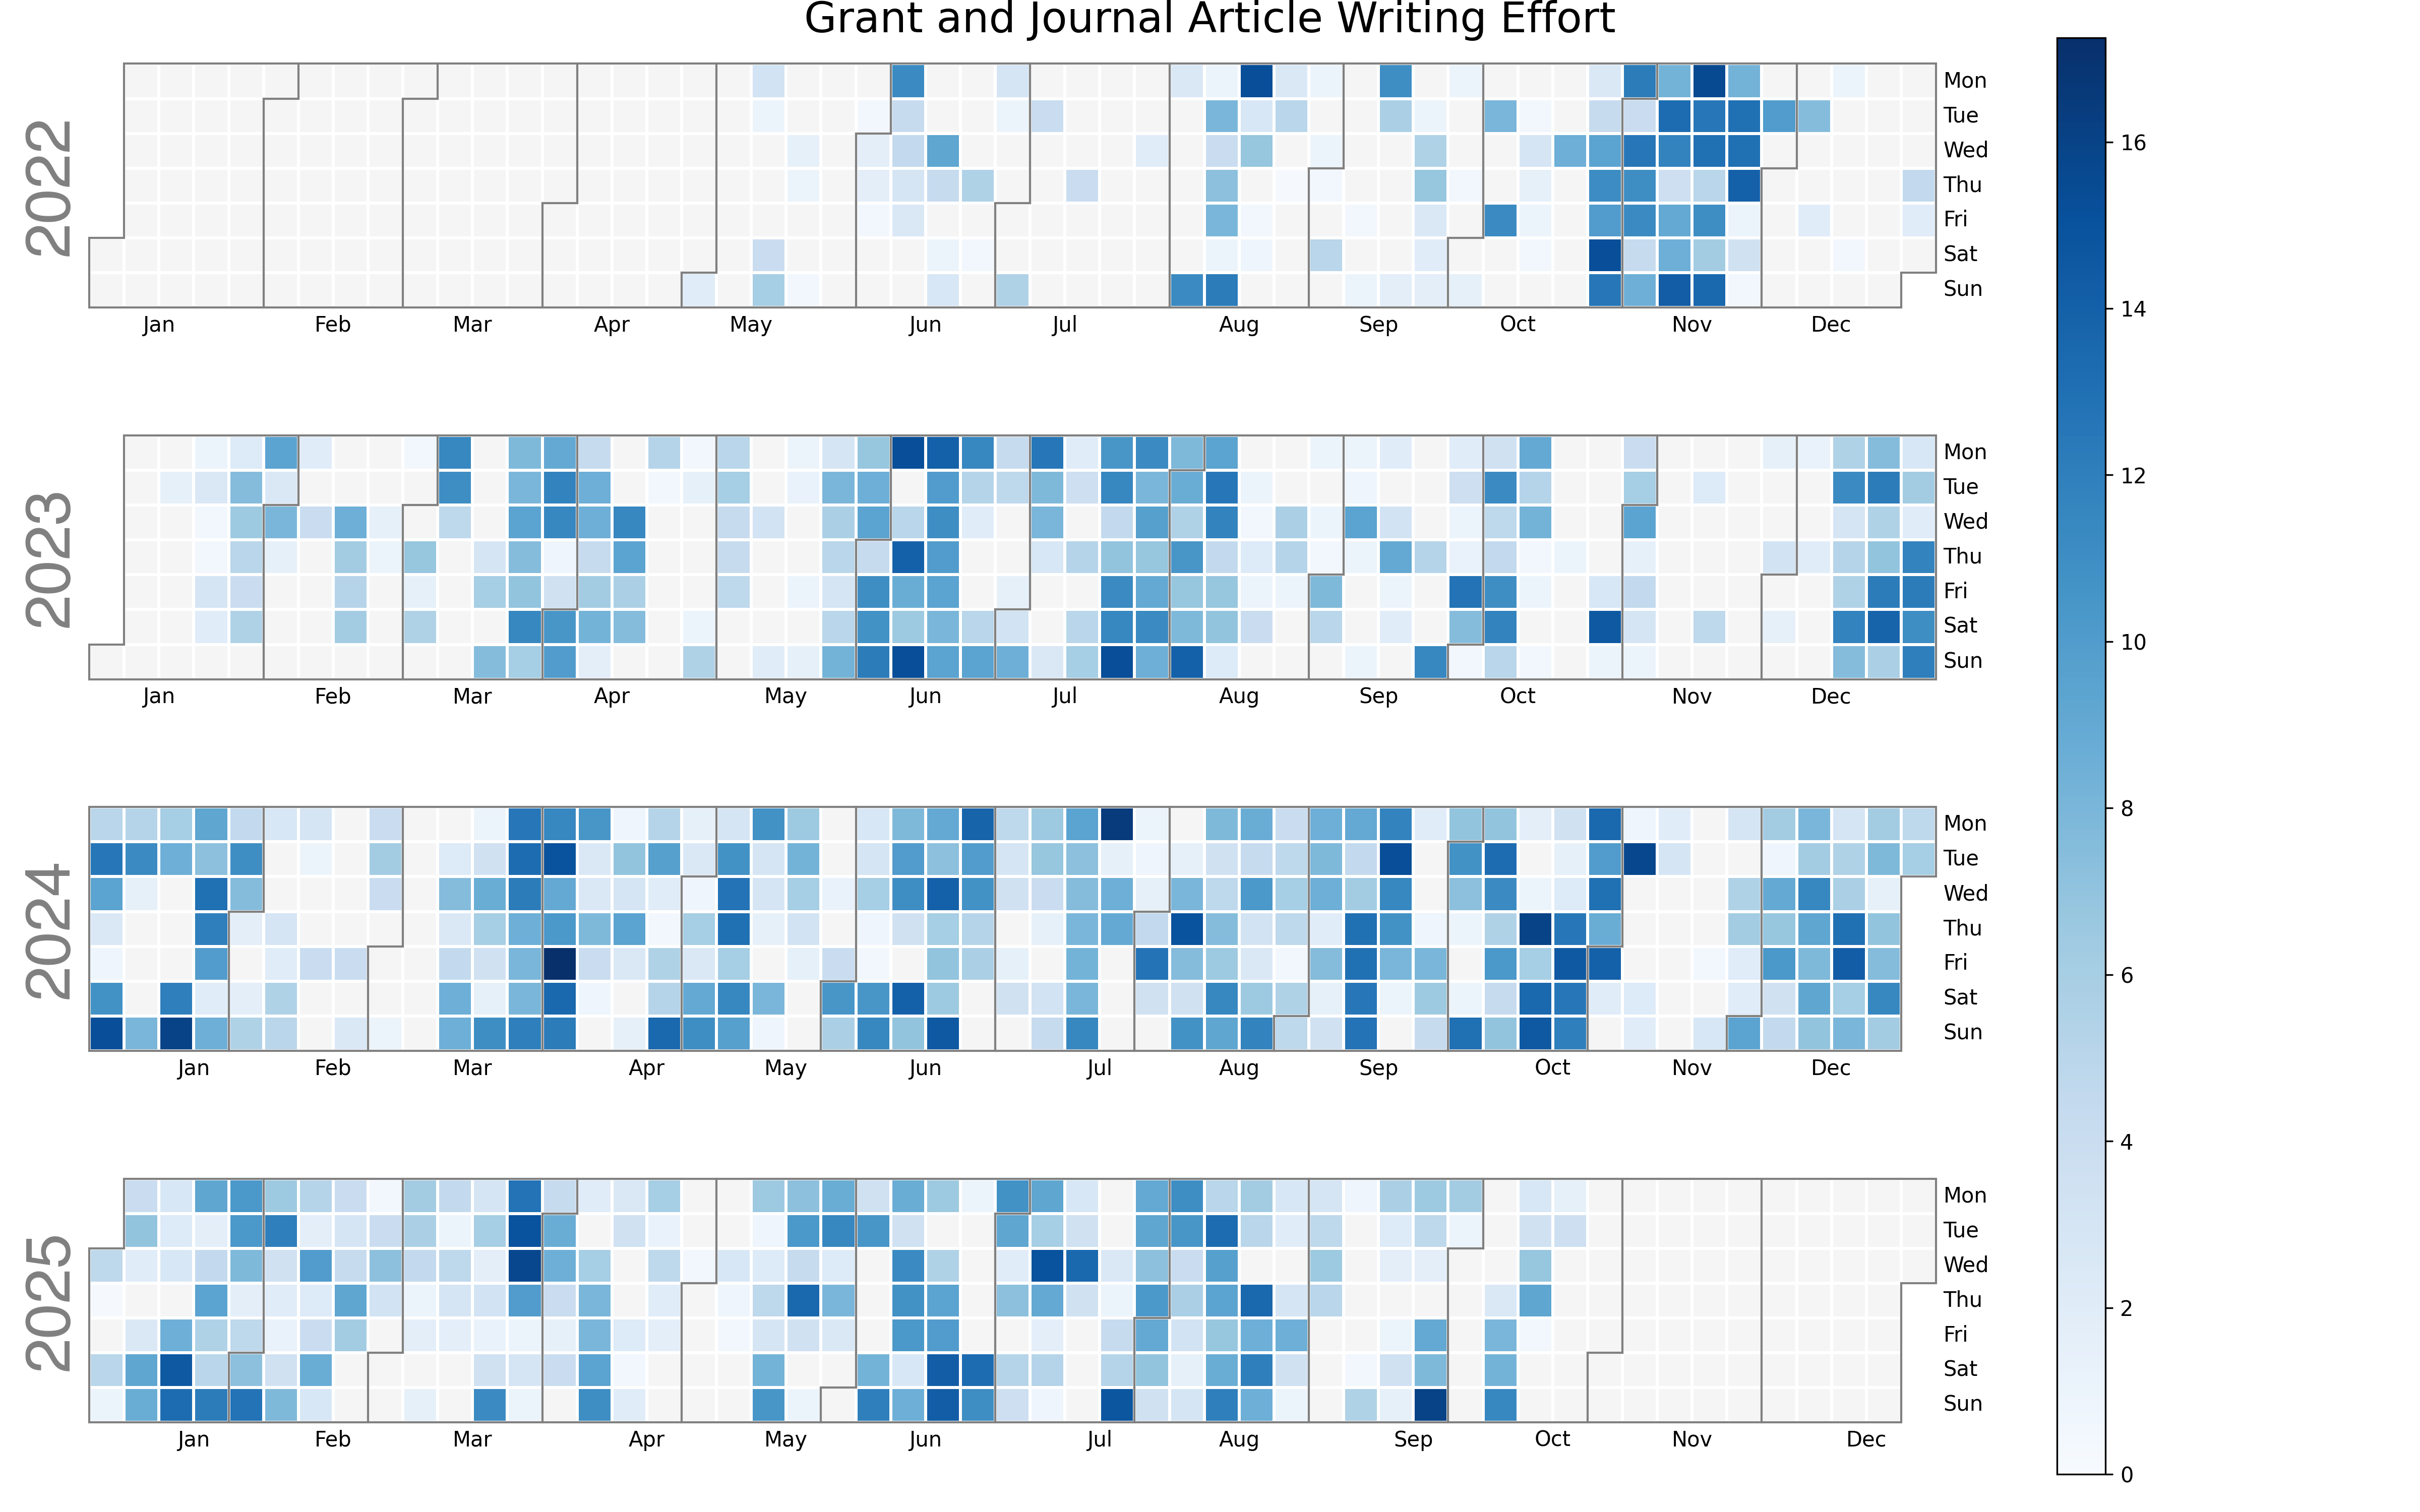 Grant and Journal Article Writing Effort
2022
Mon
Tue
Wed
Thu
Fri
Sat
Sun
Jan Feb Mar Apr May Jun Jul Aug Sep Oct Nov Dec
2023
Mon
Tue
Wed
Thu
Fri
Sat
Sun
Jan Feb Mar Apr May Jun Jul Aug Sep Oct Nov Dec
2024
Mon
Tue
Wed
Thu
Fri
Sat
Sun
Jan Feb Mar Apr May Jun Jul Aug Sep Oct Nov Dec
2025
Mon
Tue
Wed
Thu
Fri
Sat
Sun
Jan Feb Mar Apr May Jun Jul Aug Sep Oct Nov Dec
16
14
12
10
8
6
4
2
0